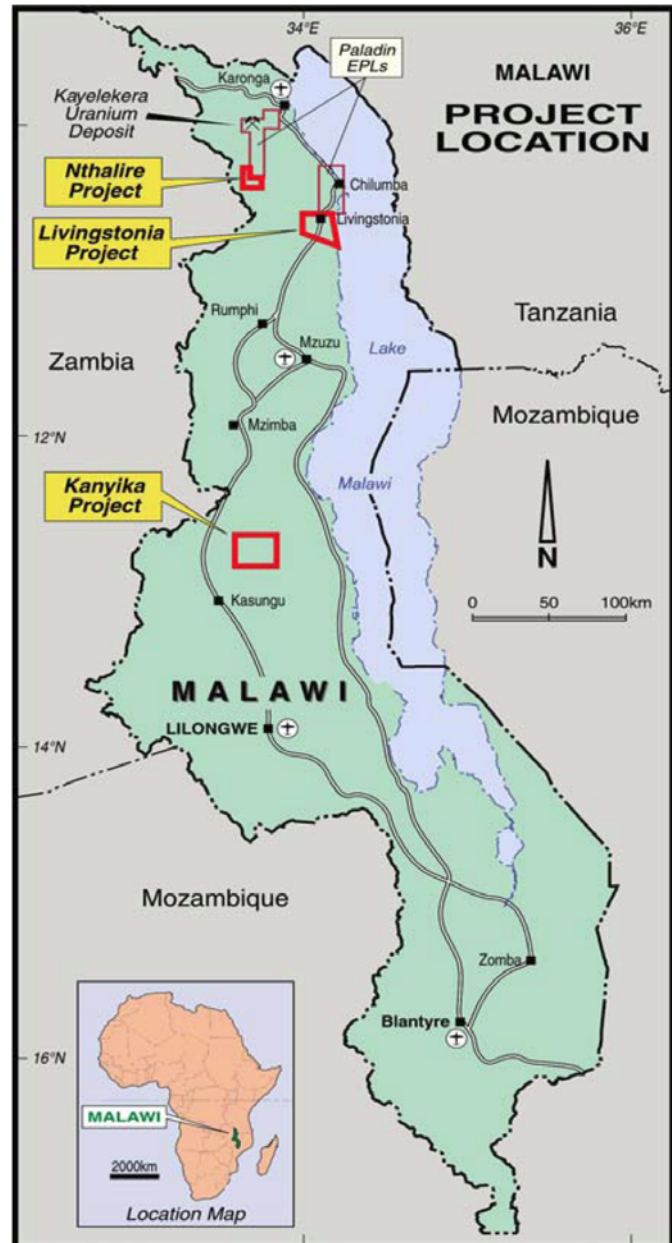 34°E
36°E
Paladin
EPLs
MALAWI
PROJECT
LOCATION
Karonga
Kayelekera
Uranium
Deposit
Nthalire
Project
Chilumba
Livingstonia
Livingstonia
Project
Rumphi
Tanzania
Mzuzu
Lake
Zambia
Mozambique
12°N
Mzimba
Kanyika
Project
Malawi
N
0 50 100km
Kasungu
MALAWI
LILONGWE
14°N
Mozambique
Zomba
Blantyre
16°N
MALAWI
2000km
Location Map